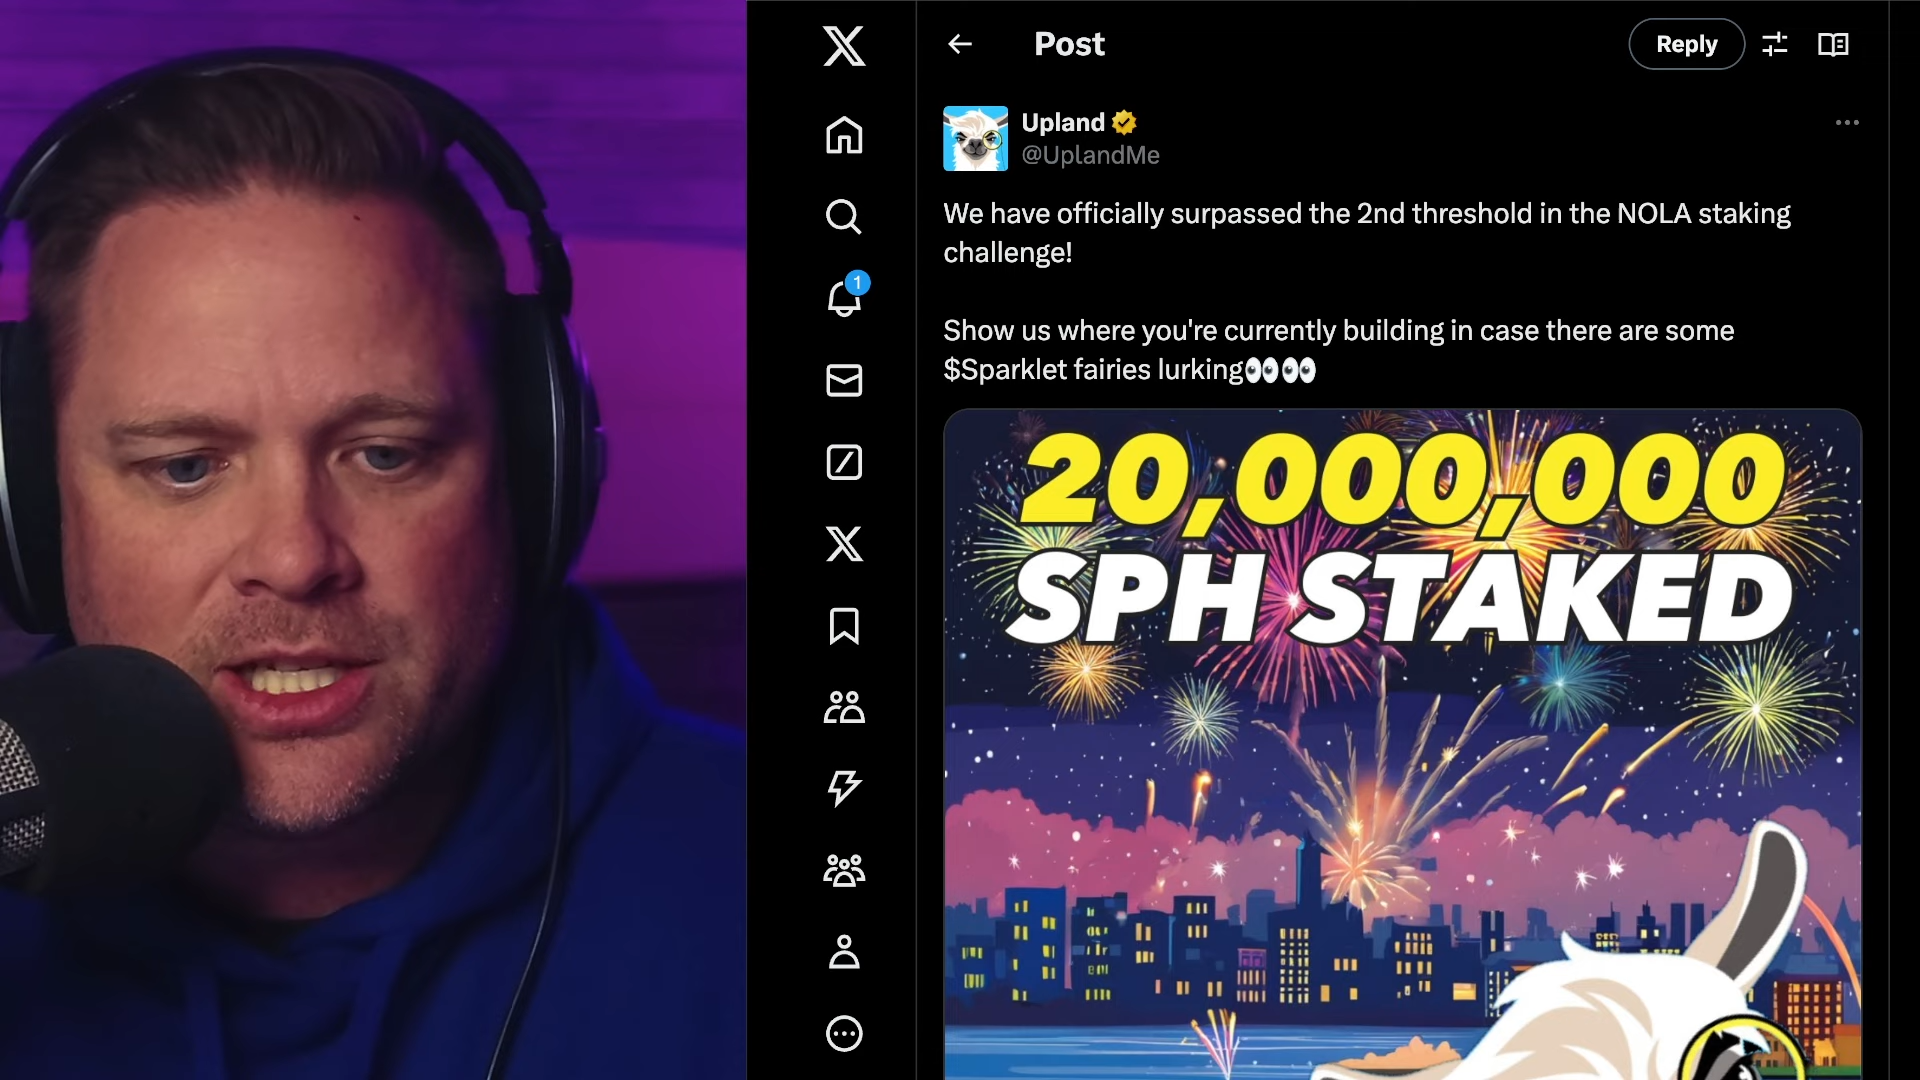 Post
Reply
Upland
@UplandMe
We have officially surpassed the 2nd threshold in the NOLA staking
challenge!
Show us where you're currently building in case there are some
$Sparklet fairies lurking👀👀
1
20,000,000
SPH STAKED